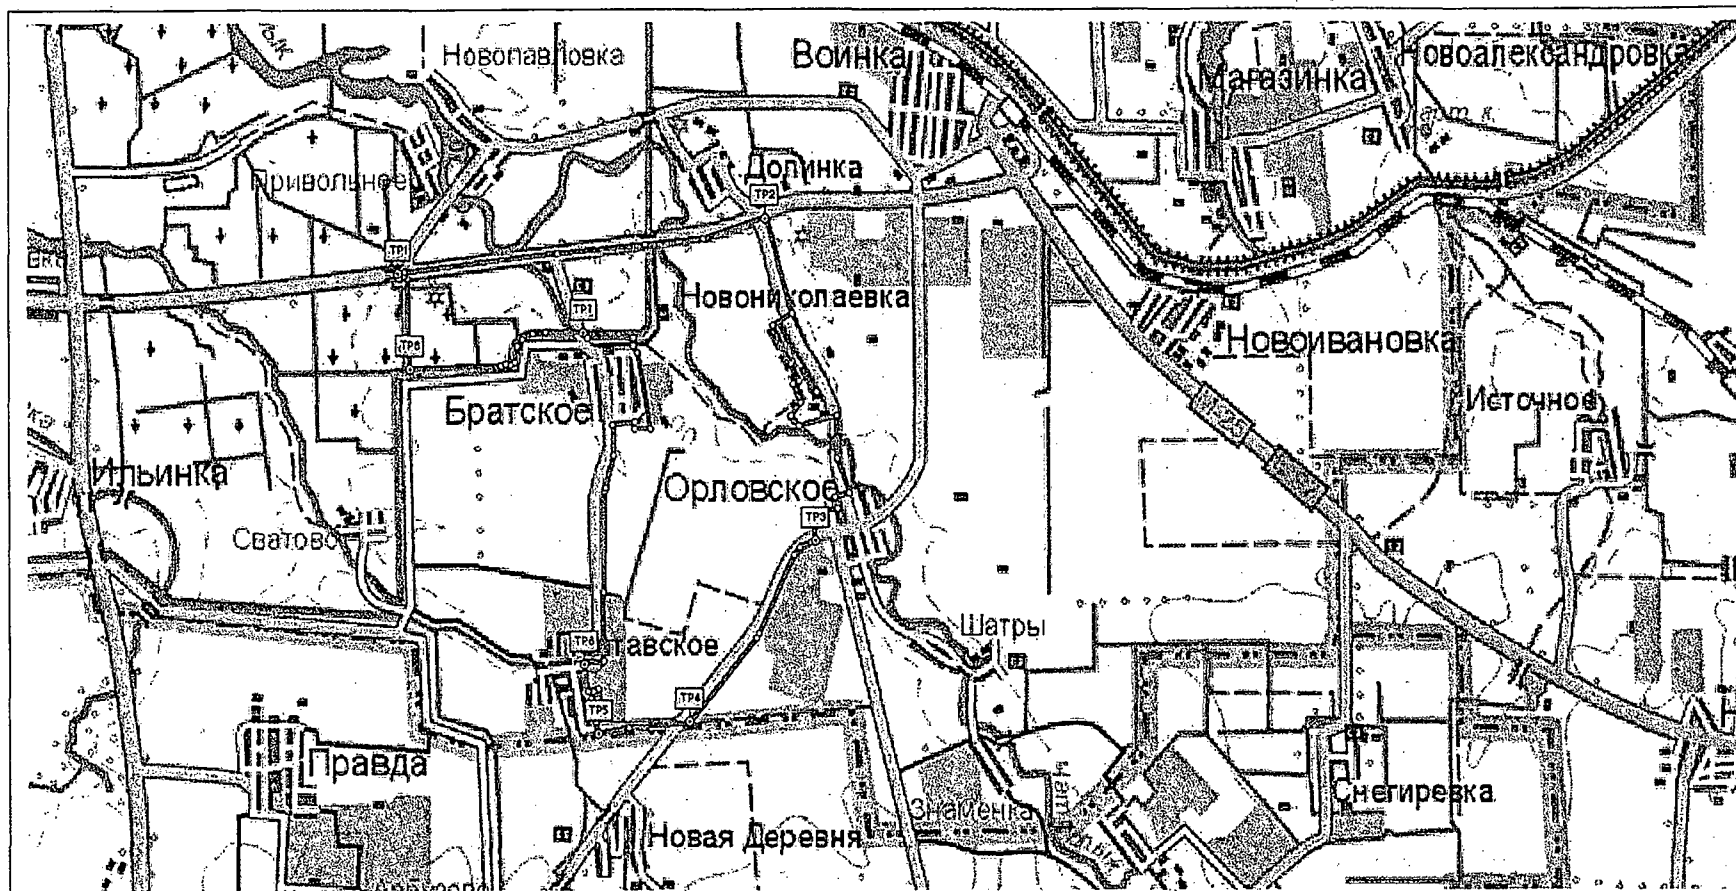 Новопавловка
Воинка
Новоалександровка
Магазинка
Привольное
Долинка
ТР2
ТР1
Новониколаевка
ТР1
Новоивановка
ТР8
Источное
Братское
Ильинка
Орловское
ТР3
Сватово
Шатры
ТР6
тавское
ТР4
ТР5
Правда
Снегиревка
Знаменка
Новая Деревня